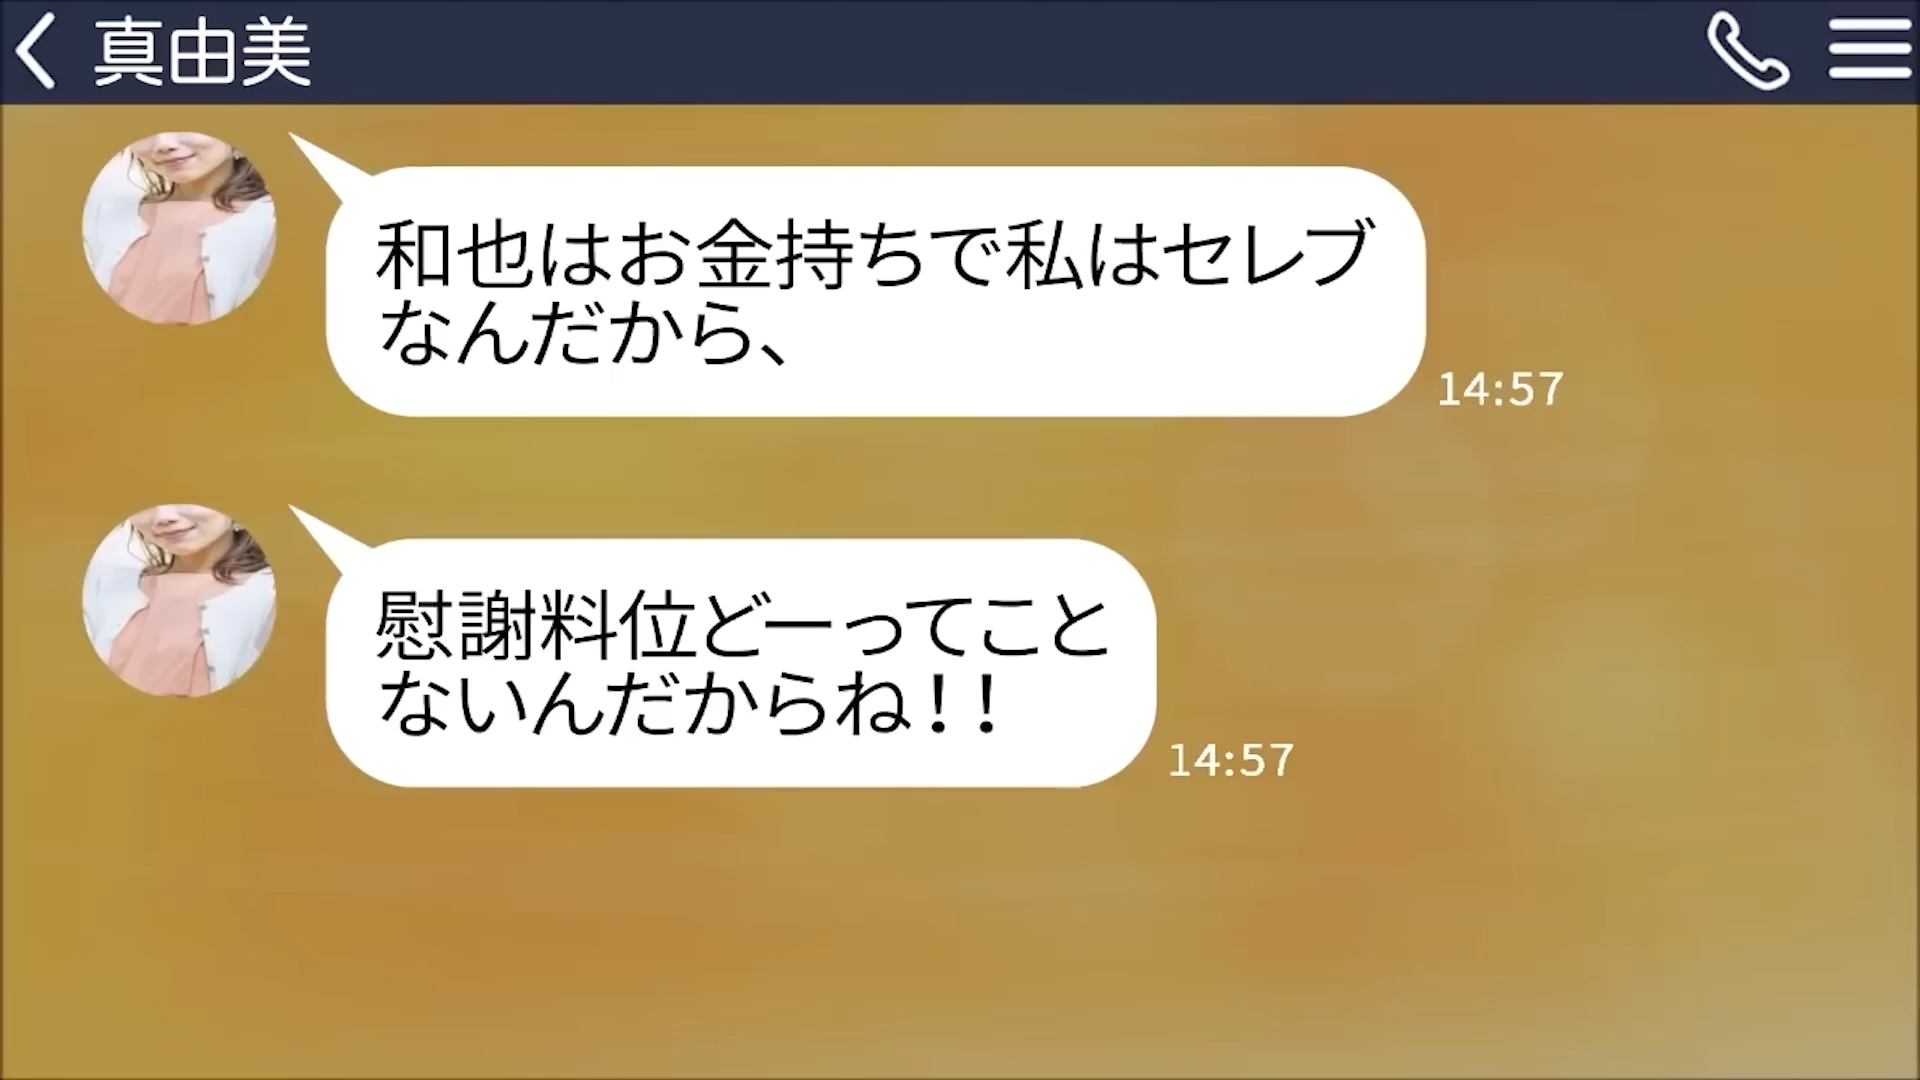 真由美
和也はお金持ちで私はセレブ
なんだから、
14:57
慰謝料位どーってこと
ないんだからね！！
14:57